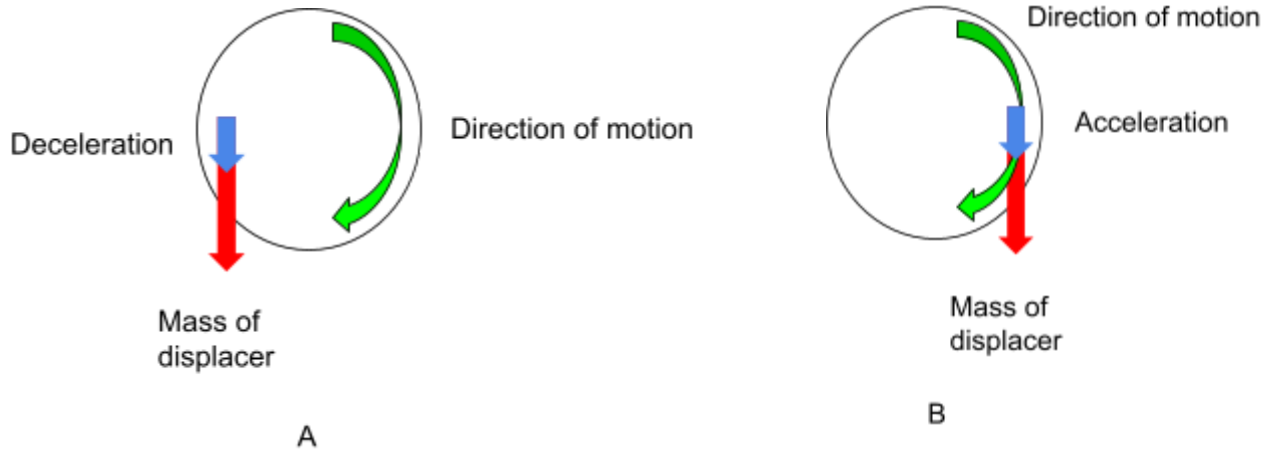 Deceleration
Direction of motion
Mass of
displacer
A
Direction of motion
Acceleration
Mass of
displacer
B